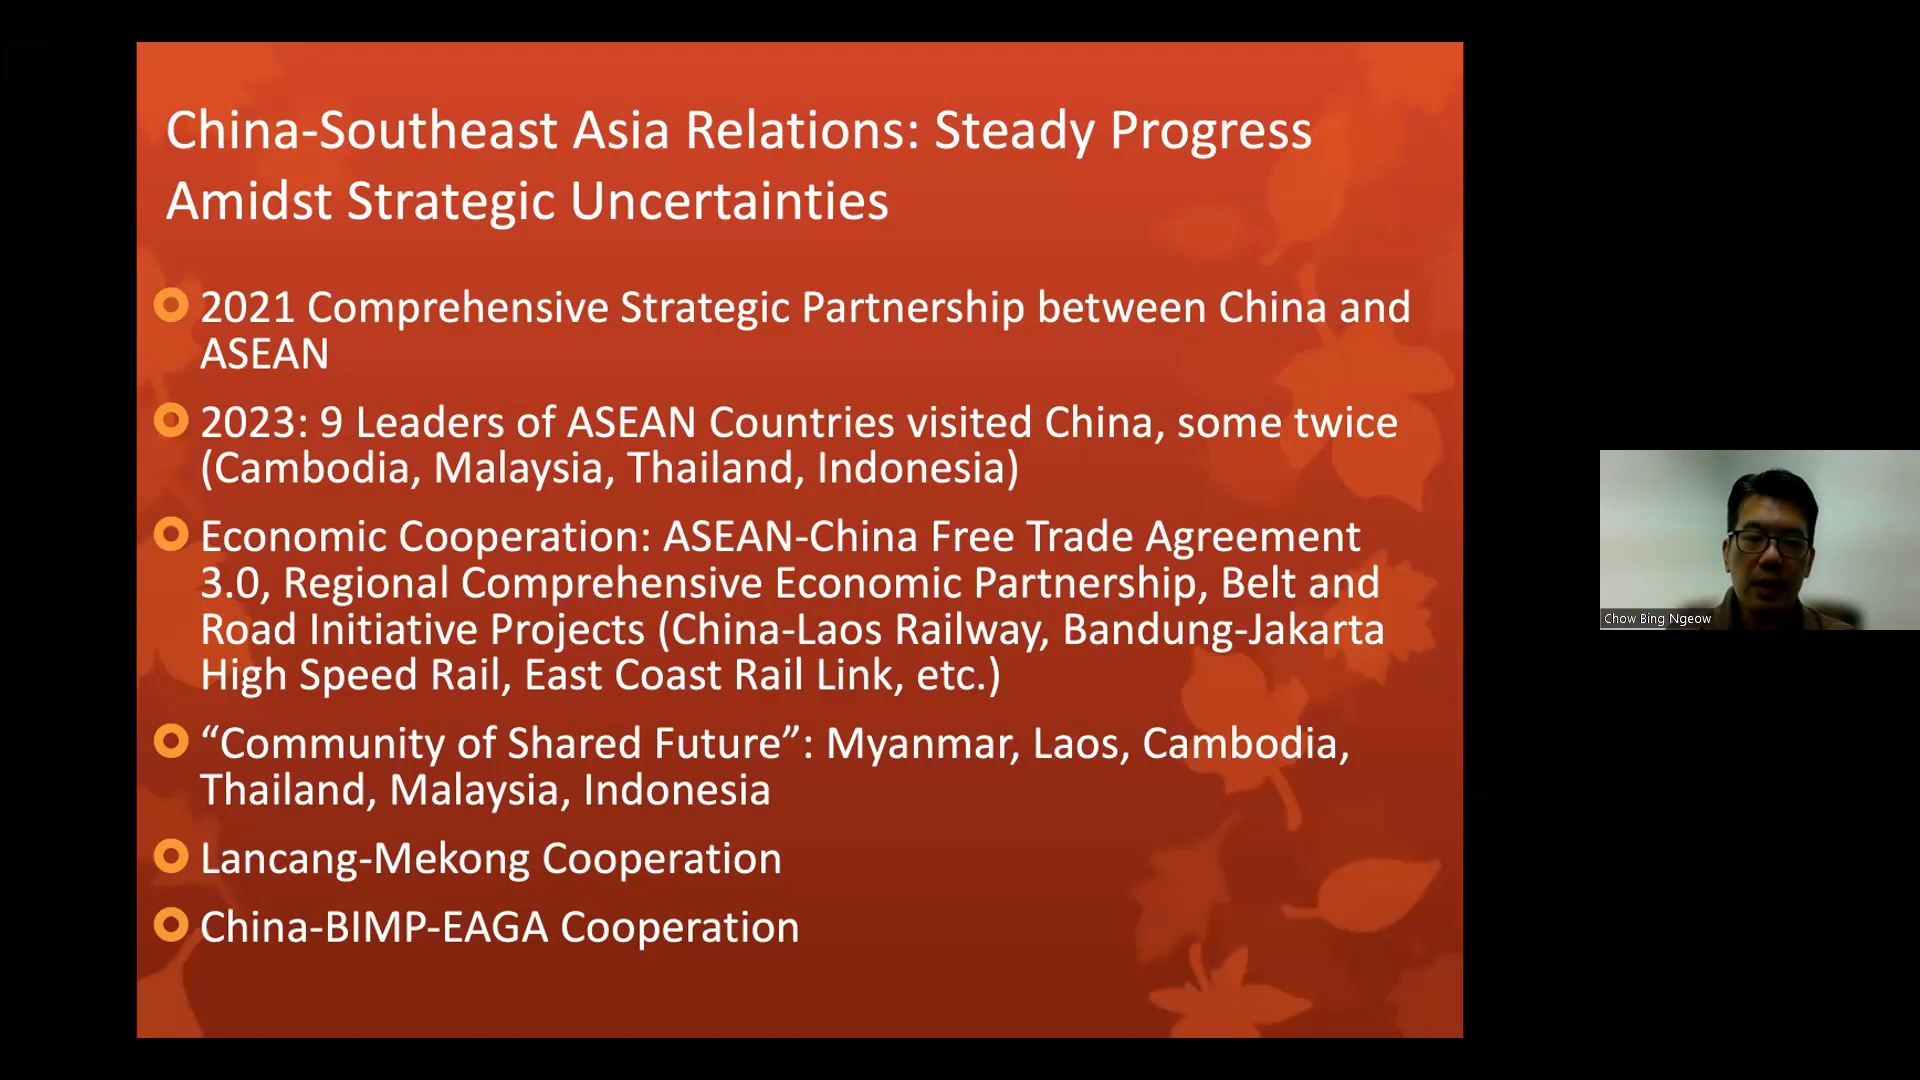 China-Southeast Asia Relations: Steady Progress
Amidst Strategic Uncertainties
2021 Comprehensive Strategic Partnership between China and
ASEAN
2023: 9 Leaders of ASEAN Countries visited China, some twice
(Cambodia, Malaysia, Thailand, Indonesia)
Economic Cooperation: ASEAN-China Free Trade Agreement
3.0, Regional Comprehensive Economic Partnership, Belt and
Road Initiative Projects (China-Laos Railway, Bandung-Jakarta
High Speed Rail, East Coast Rail Link, etc.)
“Community of Shared Future”: Myanmar, Laos, Cambodia,
Thailand, Malaysia, Indonesia
Lancang-Mekong Cooperation
China-BIMP-EAGA Cooperation
Chow Bing Ngeow